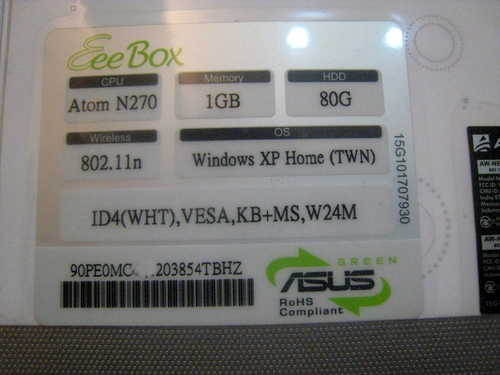 EeeBox
CPU Memory HDD
Atom N270 1GB 80G
Wireless OS
802.11n Windows XP Home (TWN)
ID4(WHT),VESA,KB+MS,W24M
15G101707930
203854TBHZ
GREEN
ASUS
RoHS
Compliant